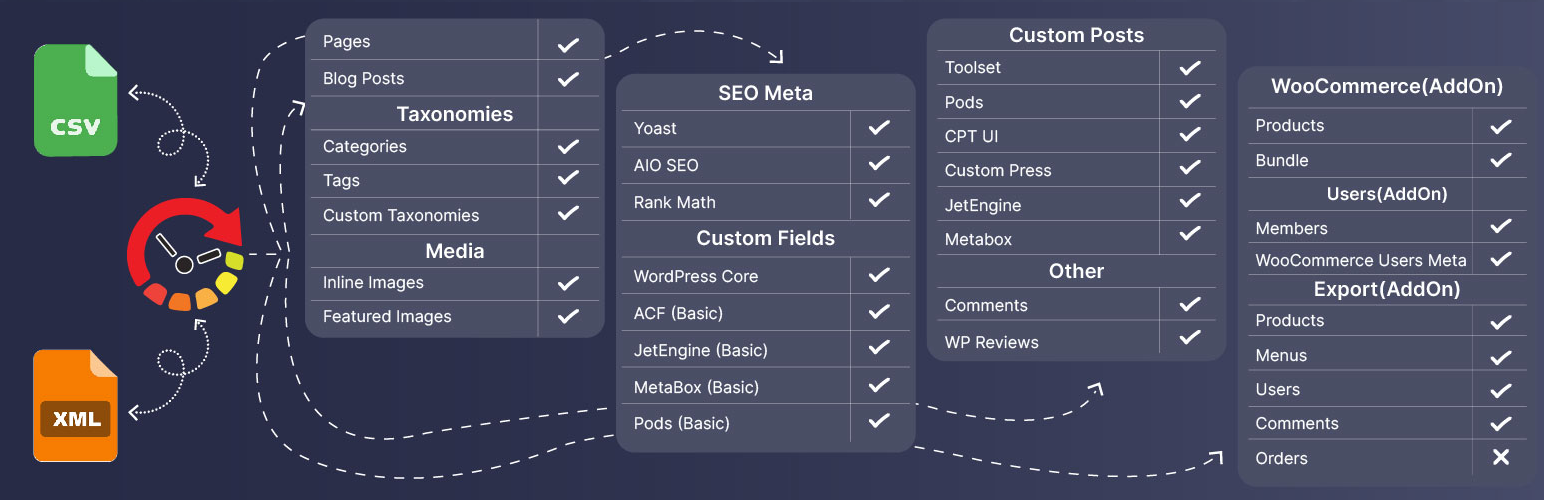 CSV
XML
Pages
Blog Posts
Taxonomies
Categories
Tags
Custom Taxonomies
Media
Inline Images
Featured Images
SEO Meta
Yoast
AIO SEO
Rank Math
Custom Fields
WordPress Core
ACF (Basic)
JetEngine (Basic)
MetaBox (Basic)
Pods (Basic)
Custom Posts
Toolset
Pods
CPT UI
Custom Press
JetEngine
Metabox
Other
Comments
WP Reviews
WooCommerce(AddOn)
Products
Bundle
Users(AddOn)
Members
WooCommerce Users Meta
Export(AddOn)
Products
Menus
Users
Comments
Orders